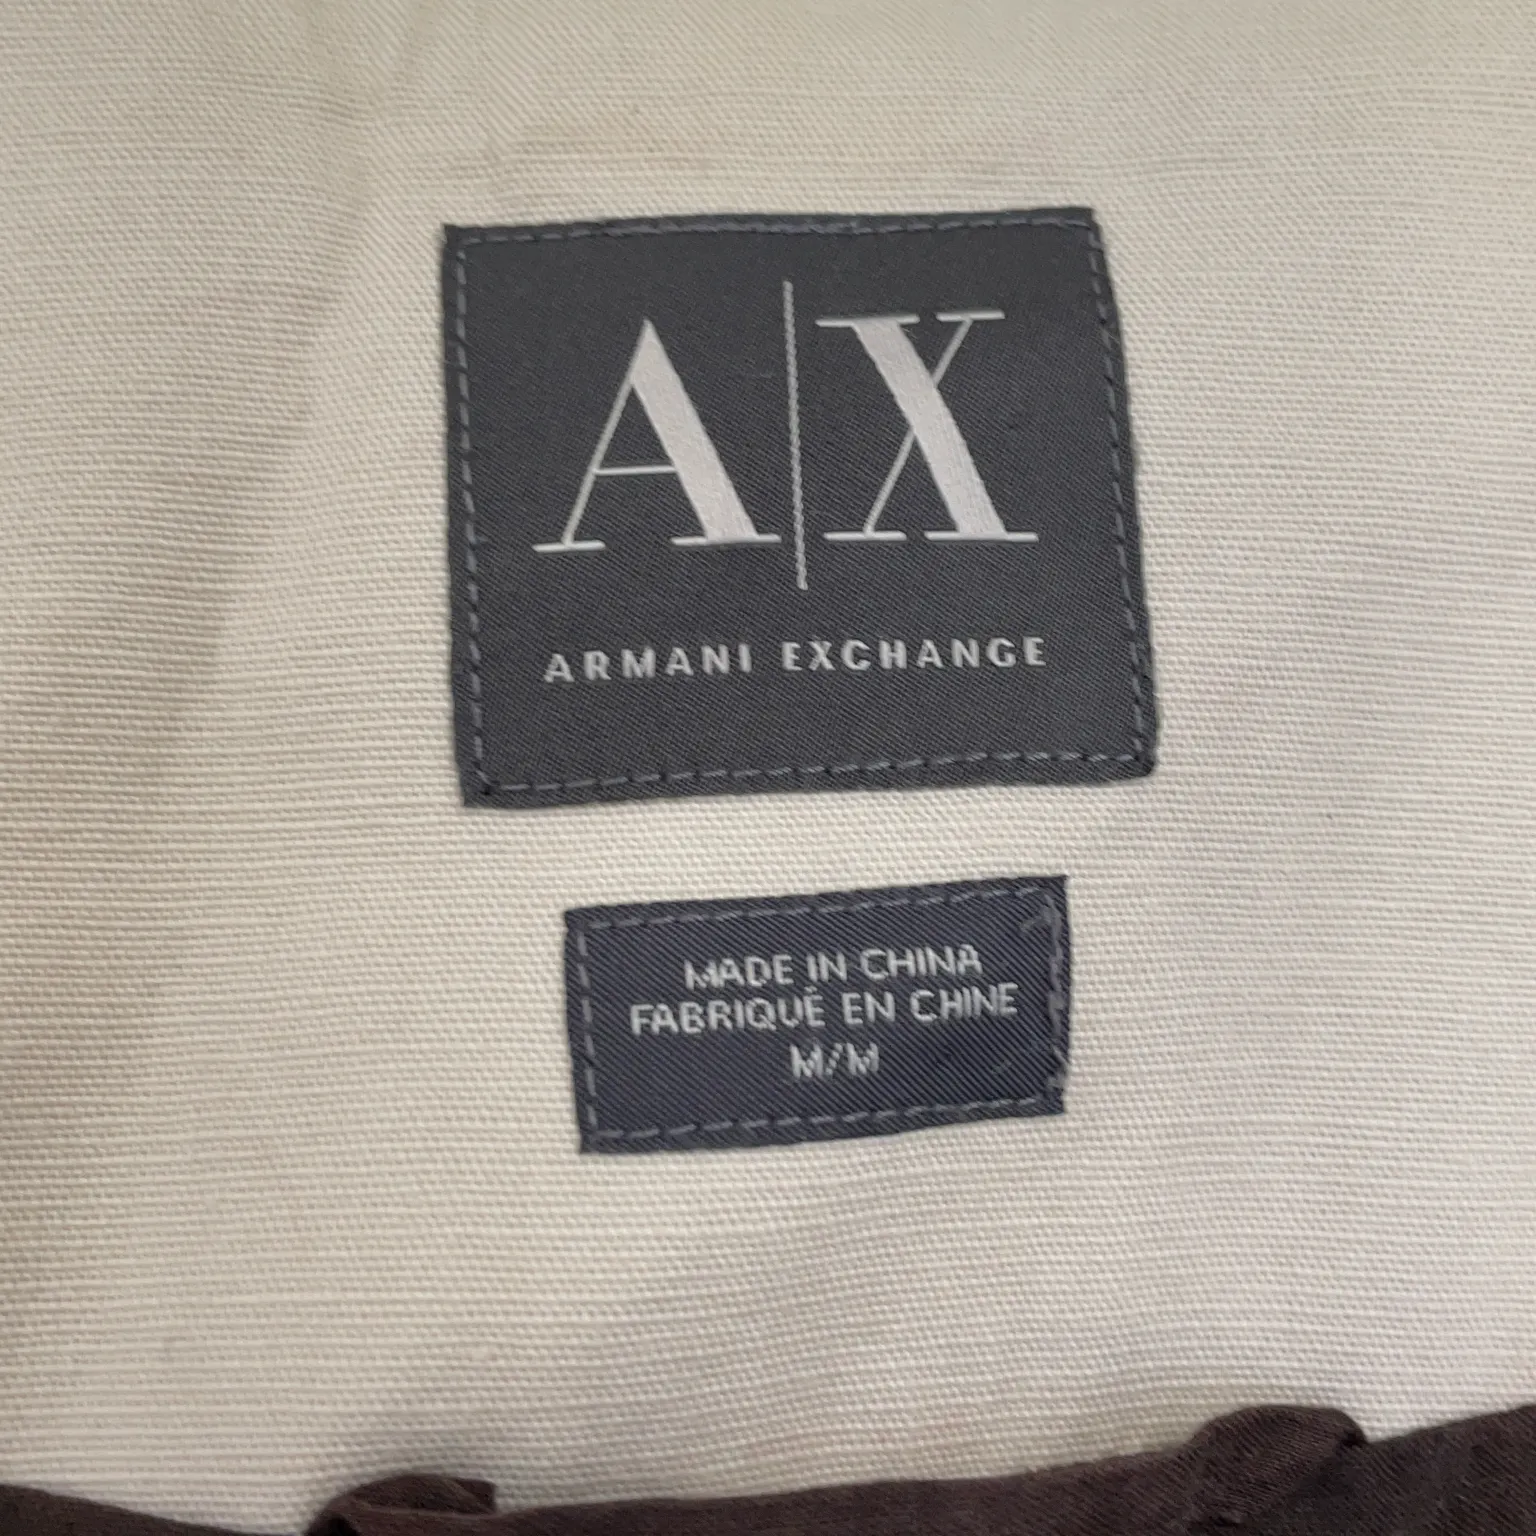 A|X
ARMANI EXCHANGE
MADE IN CHINA
FABRIQUÉ EN CHINE
M/M